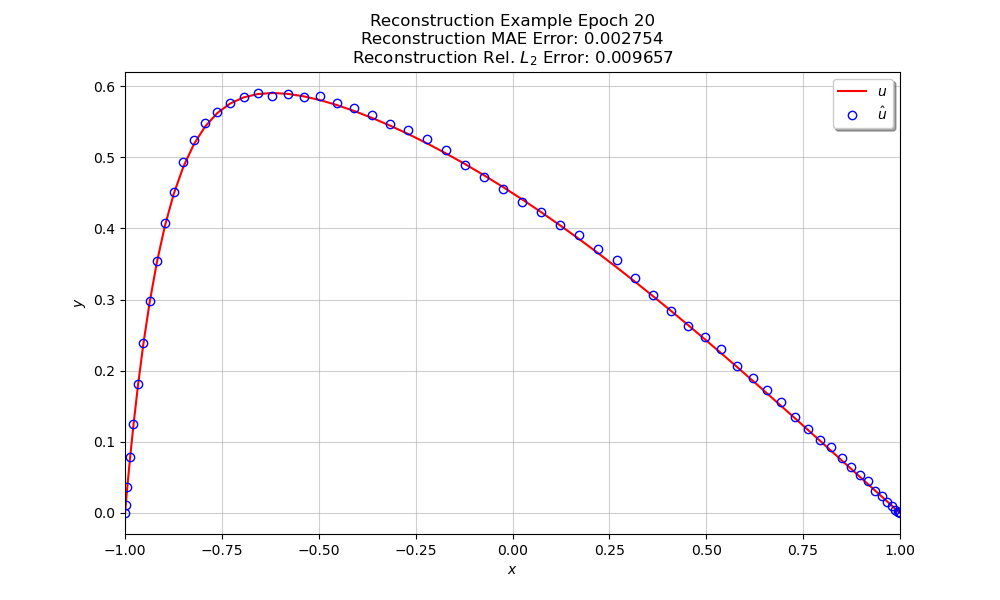 Reconstruction Example Epoch 20
Reconstruction MAE Error: 0.002754
Reconstruction Rel. $L_2$ Error: 0.009657
u
û
y
0.6
0.5
0.4
0.3
0.2
0.1
0.0
−1.00 −0.75 −0.50 −0.25 0.00 0.25 0.50 0.75 1.00
x